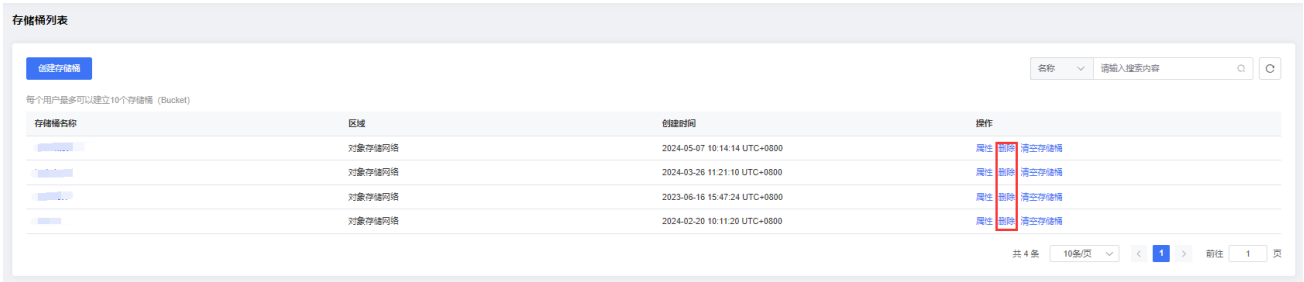 存储桶列表
创建存储桶
名称 请输入搜索内容
每个用户最多可以建立10个存储桶（Bucket）
存储桶名称 区域 创建时间 操作
对象存储网络 2024-05-07 10:14:14 UTC+0800 属性 删除 清空存储桶
对象存储网络 2024-03-26 11:21:10 UTC+0800 属性 删除 清空存储桶
对象存储网络 2023-06-16 15:47:24 UTC+0800 属性 删除 清空存储桶
对象存储网络 2024-02-20 10:11:20 UTC+0800 属性 删除 清空存储桶
共 4 条 10条/页 1 前往 1 页